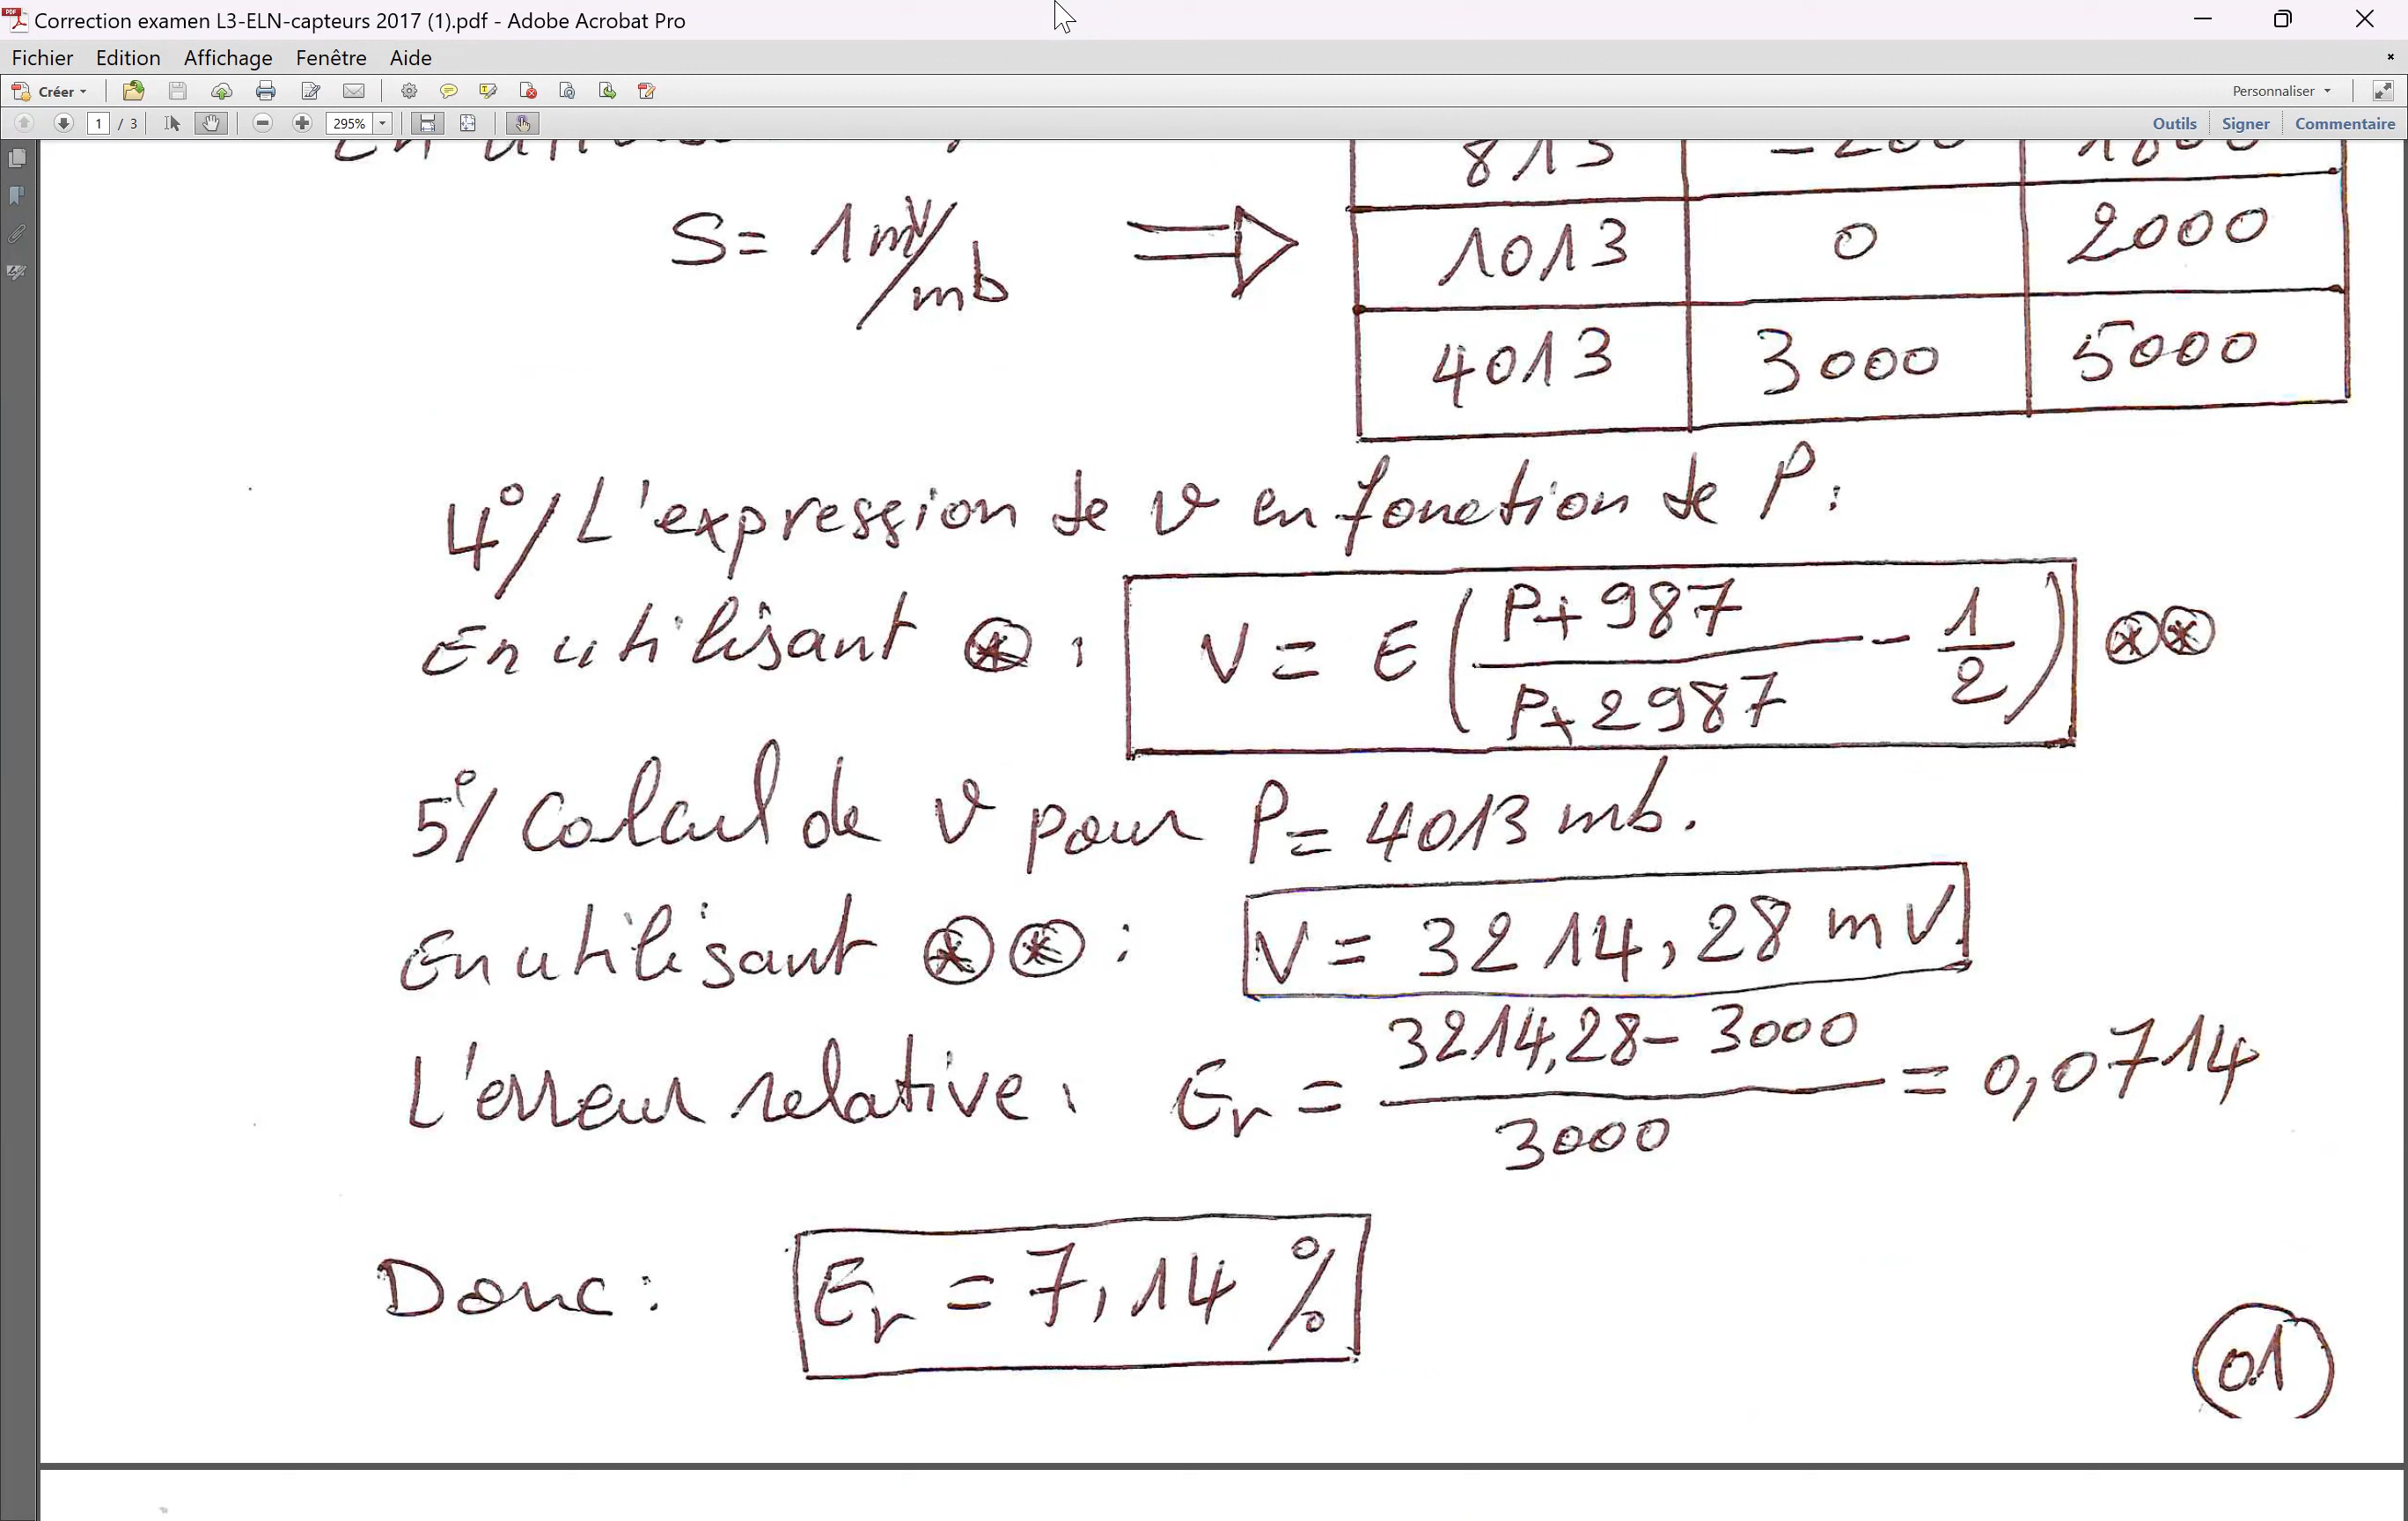 Correction examen L3-ELN-capteurs 2017 (1).pdf - Adobe Acrobat Pro
Fichier Edition Affichage Fenêtre Aide
Créer Personnaliser
1 / 3 295% Outils Signer Commentaire
813 -200 1800
S = 1 mV/mb ⇒ 1013 0 2000
4013 3000 5000
4°/ L'expression de v en fonction de P :
En utilisant ⊛ : V = E ( (P + 987)/(P + 2987) - 1/2 ) ⊛⊛
5°/ Calcul de v pour P = 4013 mb.
En utilisant ⊛⊛ : V = 3214,28 mV.
L'erreur relative : Er = (3214,28 - 3000)/3000 = 0,0714
Donc : Er = 7,14 %
01